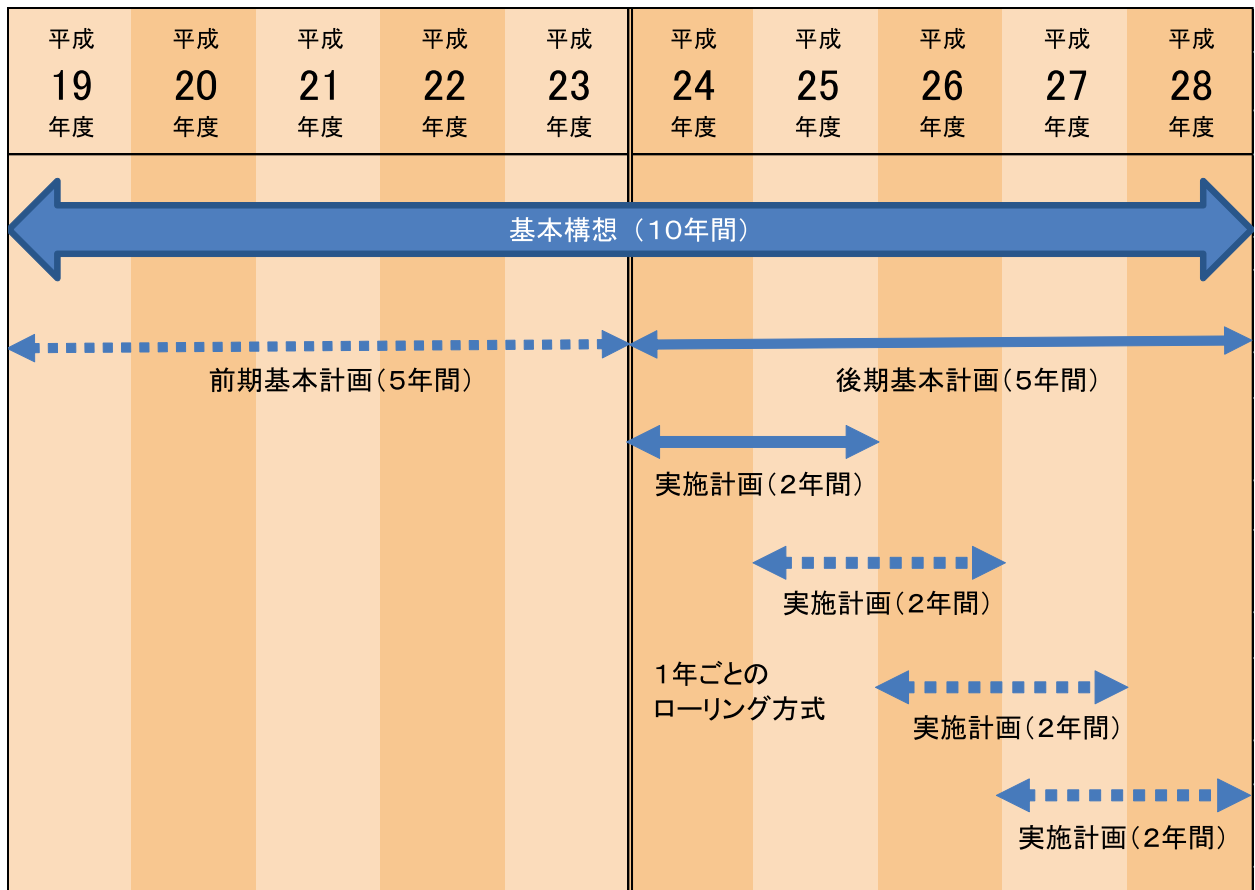 平成 平成 平成 平成 平成 平成 平成 平成 平成 平成
19 20 21 22 23 24 25 26 27 28
年度 年度 年度 年度 年度 年度 年度 年度 年度 年度
基本構想（１０年間）
前期基本計画（５年間）
後期基本計画（５年間）
実施計画（２年間）
実施計画（２年間）
１年ごとの
ローリング方式
実施計画（２年間）
実施計画（２年間）